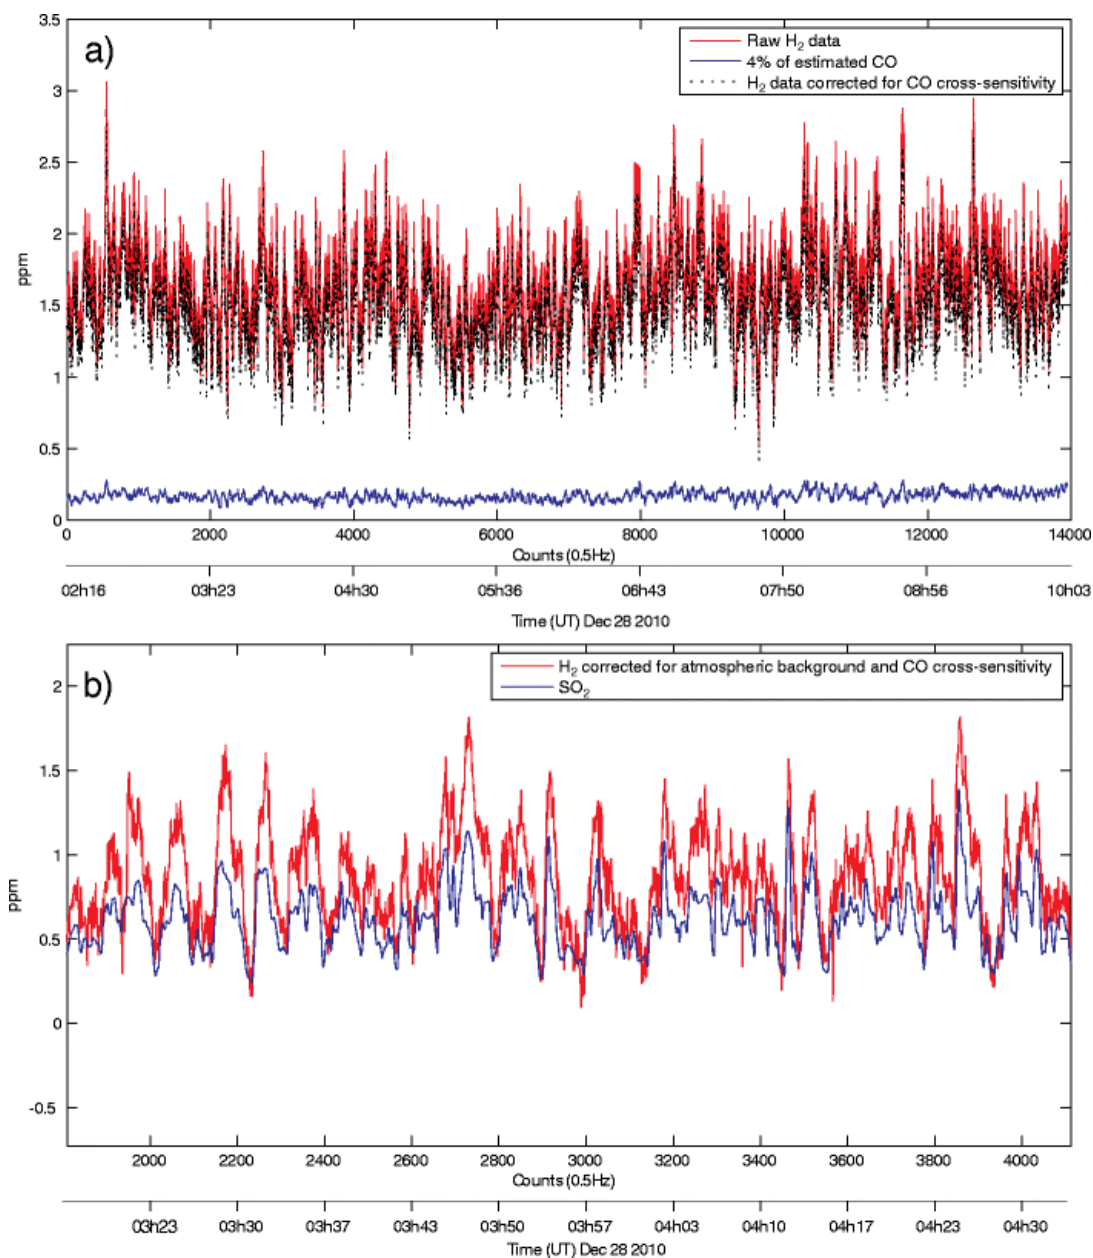 a)
Raw H₂ data
4% of estimated CO
H₂ data corrected for CO cross-sensitivity
3.5
3
2.5
2
1.5
1
0.5
0
ppm
0 2000 4000 6000 8000 10000 12000 14000
Counts (0.5Hz)
02h16 03h23 04h30 05h36 06h43 07h50 08h56 10h03
Time (UT) Dec 28 2010
b)
H₂ corrected for atmospheric background and CO cross-sensitivity
SO₂
2
1.5
1
0.5
0
-0.5
ppm
2000 2200 2400 2600 2800 3000 3200 3400 3600 3800 4000
Counts (0.5Hz)
03h23 03h30 03h37 03h43 03h50 03h57 04h03 04h10 04h17 04h23 04h30
Time (UT) Dec 28 2010